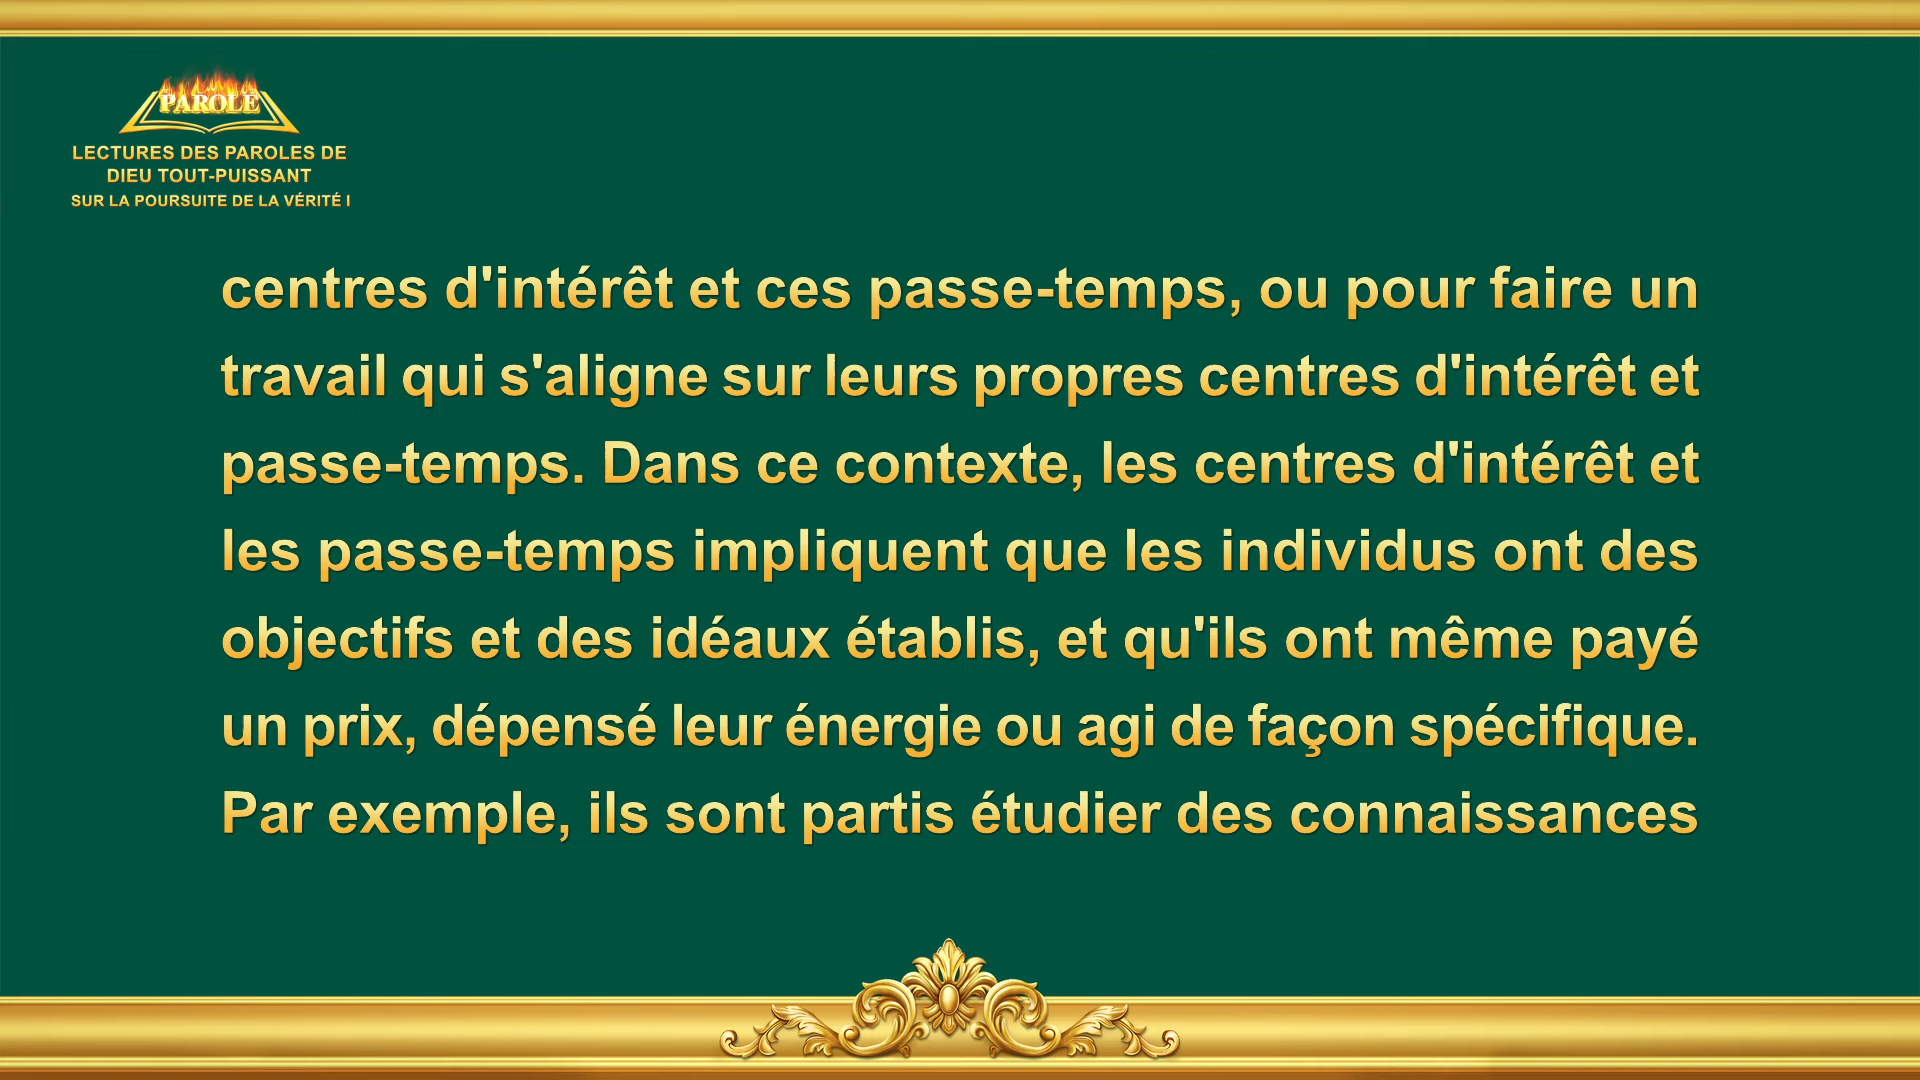 PAROLE
LECTURES DES PAROLES DE
DIEU TOUT-PUISSANT
SUR LA POURSUITE DE LA VÉRITÉ I
centres d'intérêt et ces passe-temps, ou pour faire un
travail qui s'aligne sur leurs propres centres d'intérêt et
passe-temps. Dans ce contexte, les centres d'intérêt et
les passe-temps impliquent que les individus ont des
objectifs et des idéaux établis, et qu'ils ont même payé
un prix, dépensé leur énergie ou agi de façon spécifique.
Par exemple, ils sont partis étudier des connaissances